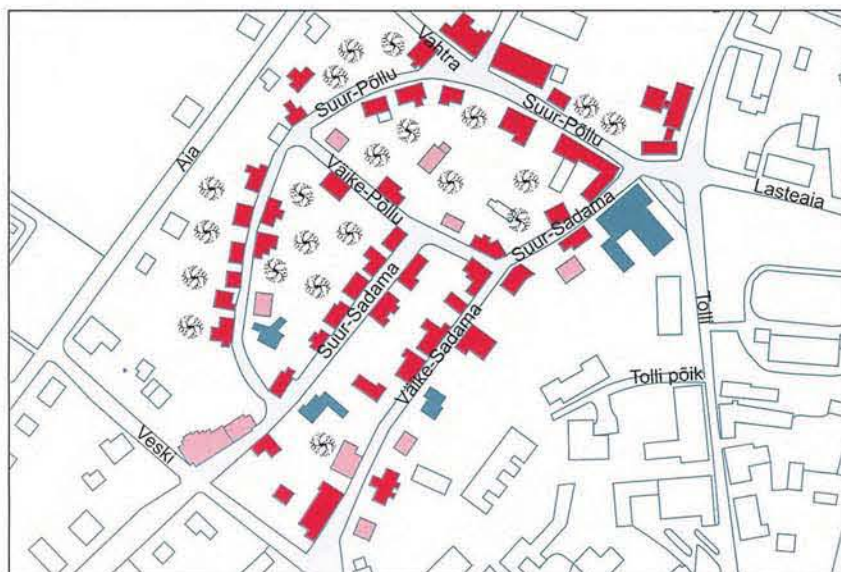 Vahtra
Suur-Põllu
Suur-Põllu
Aia
Väike-Põllu
Lasteaia
Suur-Sadama
Suur-Sadama
Tolli
Väike-Sadama
Tolli põik
Veski